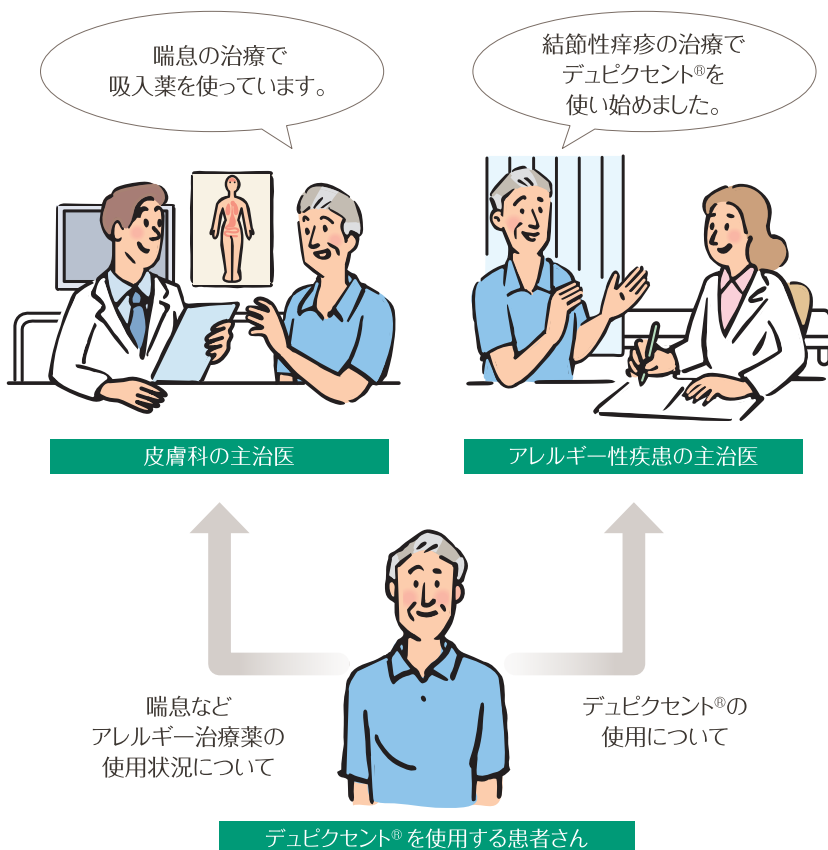 喘息の治療で
吸入薬を使っています。
結節性痒疹の治療で
デュピクセント®を
使い始めました。
皮膚科の主治医
アレルギー性疾患の主治医
喘息など
アレルギー治療薬の
使用状況について
デュピクセント®の
使用について
デュピクセント®を使用する患者さん